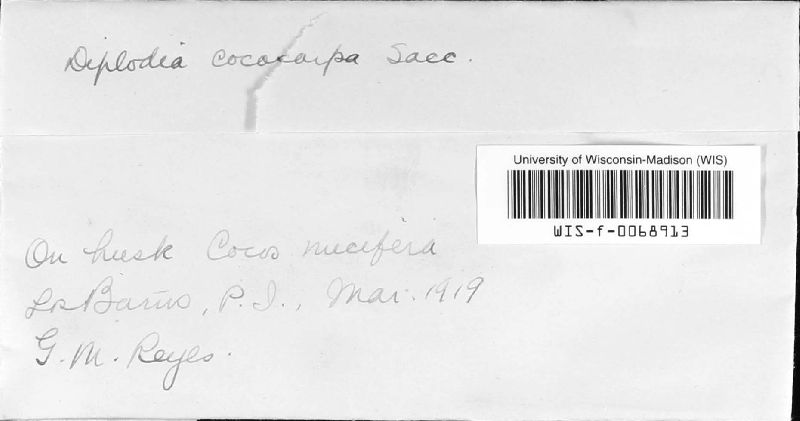 Diplodia cococarpa Sacc.
University of Wisconsin-Madison (WIS)
WIS-f-0068913
On husk Cocos nucifera
Los Baños, P.I., Mar. 1919
G.M. Reyes.